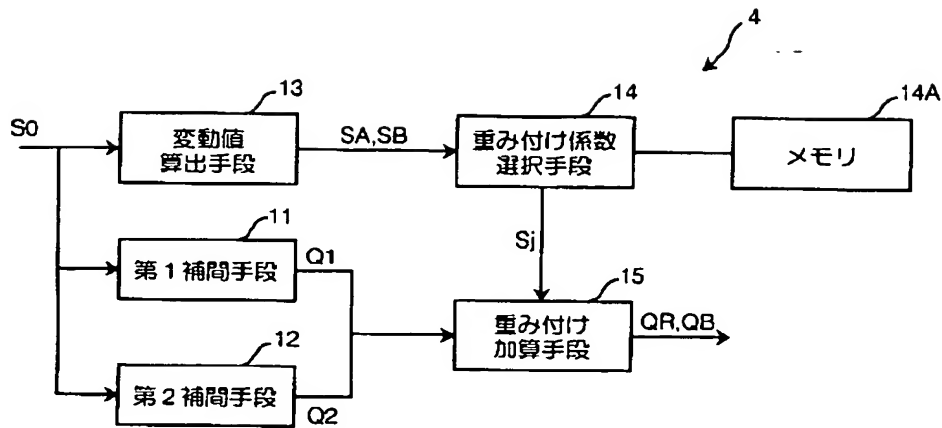 4
13
14
14A
S0
変動値
算出手段
SA,SB
重み付け係数
選択手段
メモリ
11
第1補間手段
Q1
Sj
15
重み付け
加算手段
QR,QB
12
第2補間手段
Q2